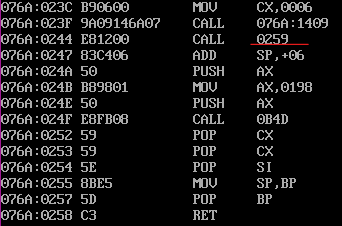 076A:023C B90600 MOV CX,0006
076A:023F 9A09146A07 CALL 076A:1409
076A:0244 E81200 CALL 0259
076A:0247 83C406 ADD SP,+06
076A:024A 50 PUSH AX
076A:024B B89801 MOV AX,0198
076A:024E 50 PUSH AX
076A:024F E8FB08 CALL 0B4D
076A:0252 59 POP CX
076A:0253 59 POP CX
076A:0254 5E POP SI
076A:0255 8BE5 MOV SP,BP
076A:0257 5D POP BP
076A:0258 C3 RET